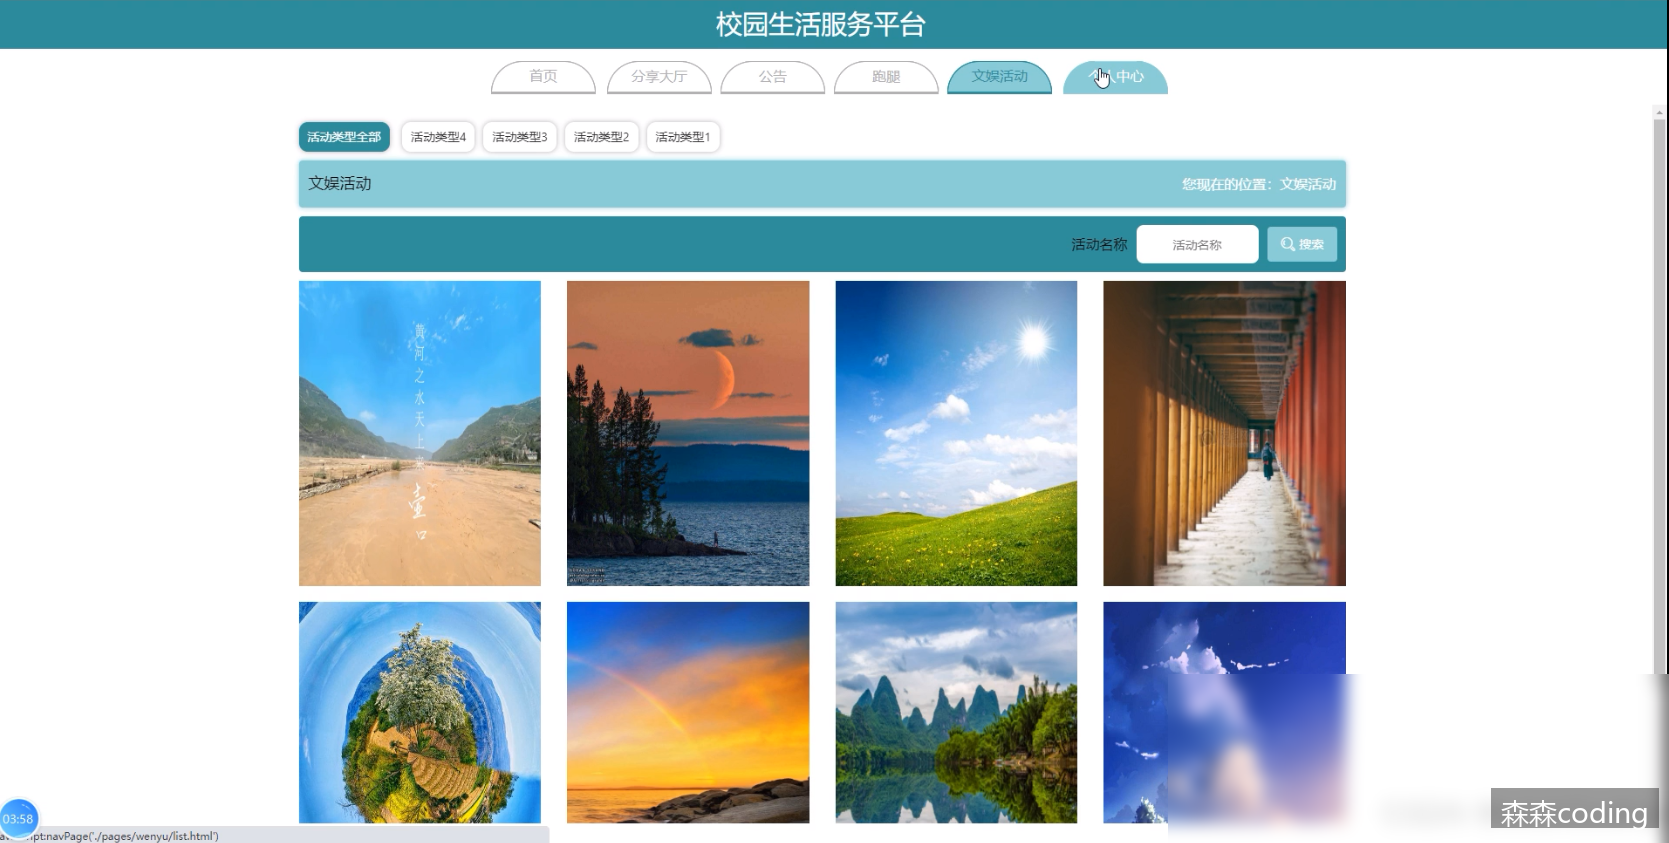 校园生活服务平台
首页 分享大厅 公告 跑腿 文娱活动 个人中心
活动类型全部 活动类型4 活动类型3 活动类型2 活动类型1
文娱活动 您现在的位置：文娱活动
活动名称 活动名称 搜索
黄河之水天上来
壶口
03:58
pt:navPage('./pages/wenyu/list.html')
森森coding